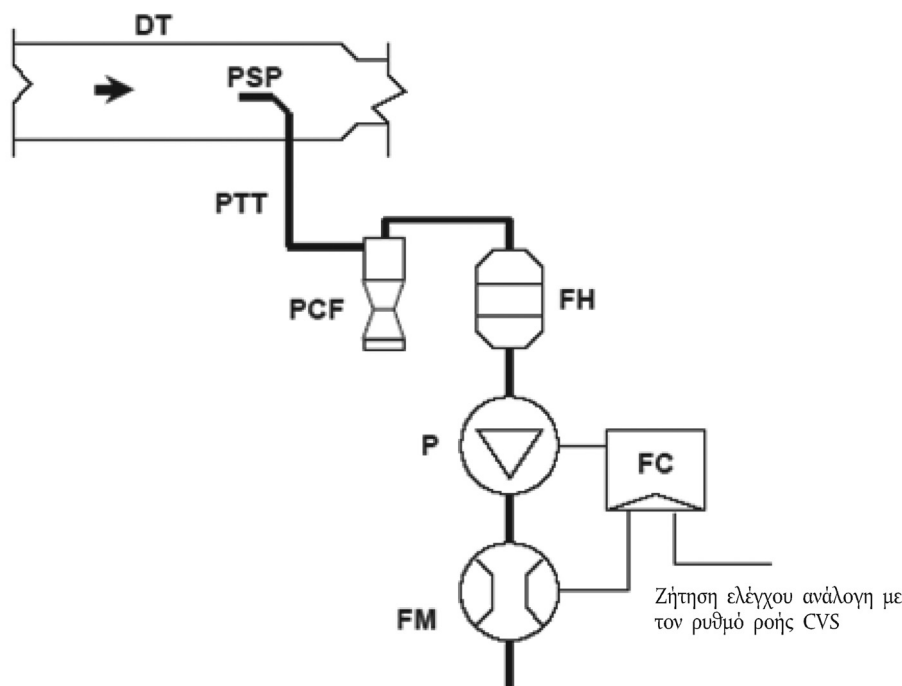 DT
PSP
PTT
PCF
FH
P
FC
FM
Ζήτηση ελέγχου ανάλογη με
τον ρυθμό ροής CVS